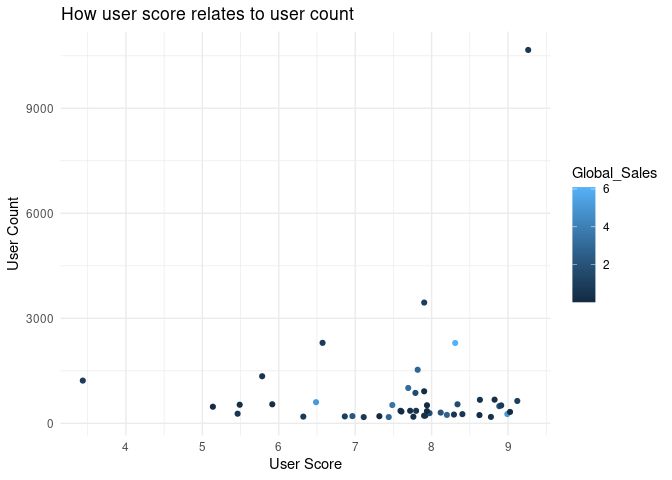 How user score relates to user count
9000
6000
3000
0
User Count
4 5 6 7 8 9
User Score
Global_Sales
6
4
2